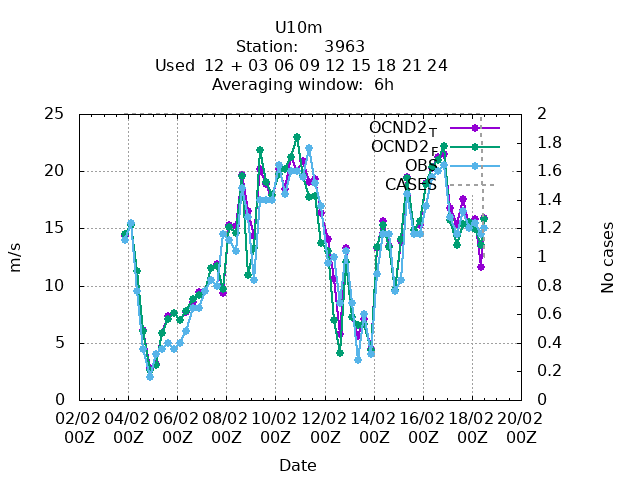 U10m
Station: 3963
Used 12 + 03 06 09 12 15 18 21 24
Averaging window: 6h
25
20
15
10
5
0
m/s
2
1.8
1.6
1.4
1.2
1
0.8
0.6
0.4
0.2
0
No cases
OCND2T
OCND2F
OBS
CASES
02/02 04/02 06/02 08/02 10/02 12/02 14/02 16/02 18/02 20/02
00Z 00Z 00Z 00Z 00Z 00Z 00Z 00Z 00Z 00Z
Date